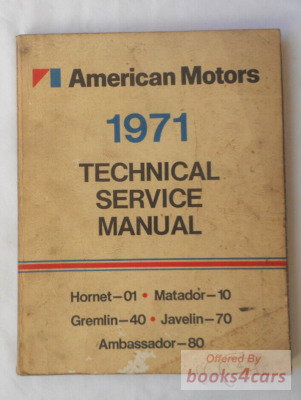 American Motors
1971
TECHNICAL
SERVICE
MANUAL
Hornet—01 • Matador—10
Gremlin—40 • Javelin—70
Ambassador—80
Offered By
books4cars